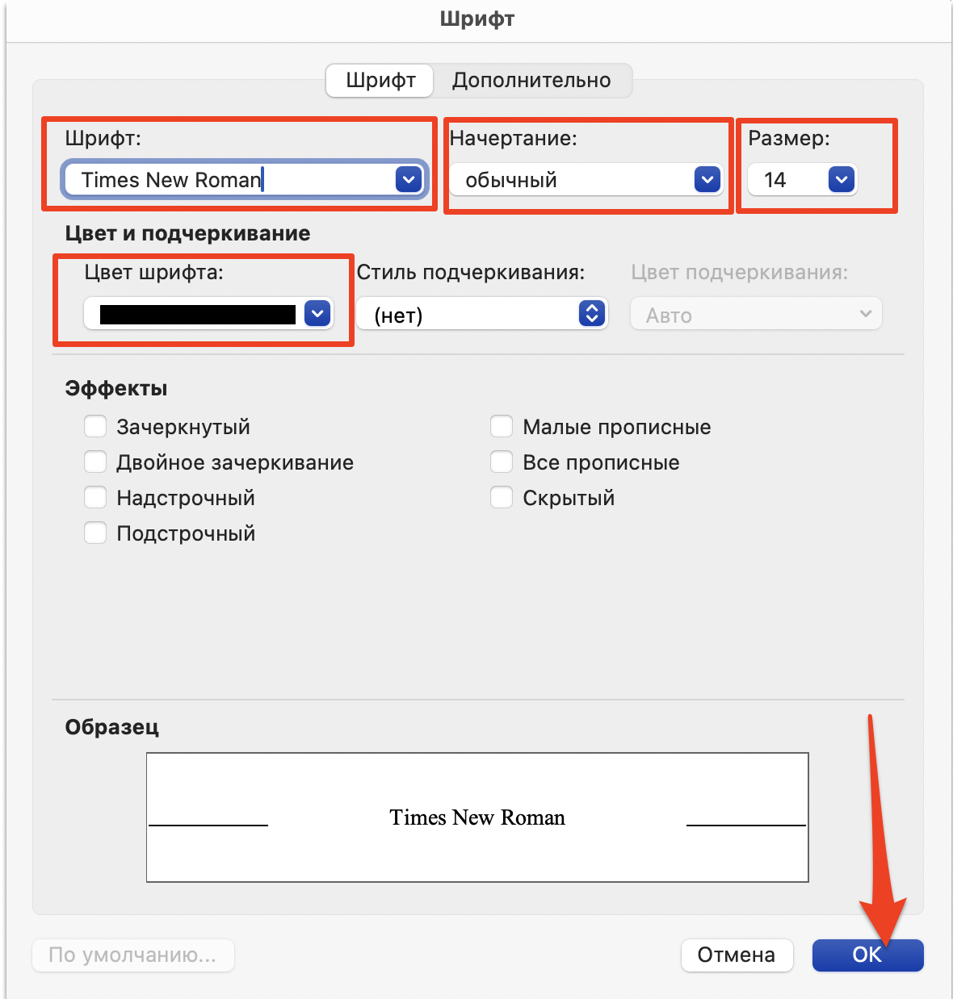 Шрифт
Шрифт Дополнительно
Шрифт: Начертание: Размер:
Times New Roman обычный 14
Цвет и подчеркивание
Цвет шрифта: Стиль подчеркивания: Цвет подчеркивания:
(нет) Авто
Эффекты
Зачеркнутый Малые прописные
Двойное зачеркивание Все прописные
Надстрочный Скрытый
Подстрочный
Образец
Times New Roman
По умолчанию... Отмена ОК